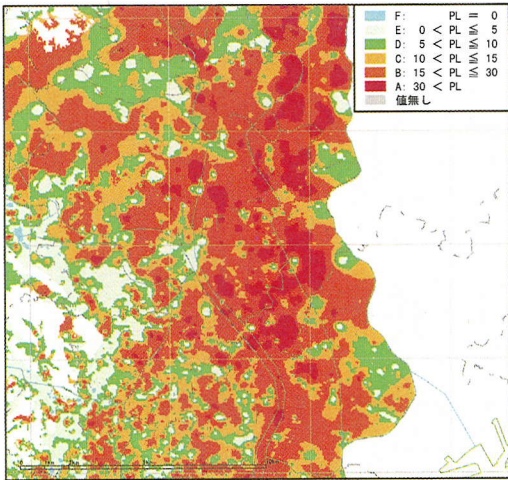 F: PL = 0
E: 0 < PL ≦ 5
D: 5 < PL ≦ 10
C: 10 < PL ≦ 15
B: 15 < PL ≦ 30
A: 30 < PL
値無し